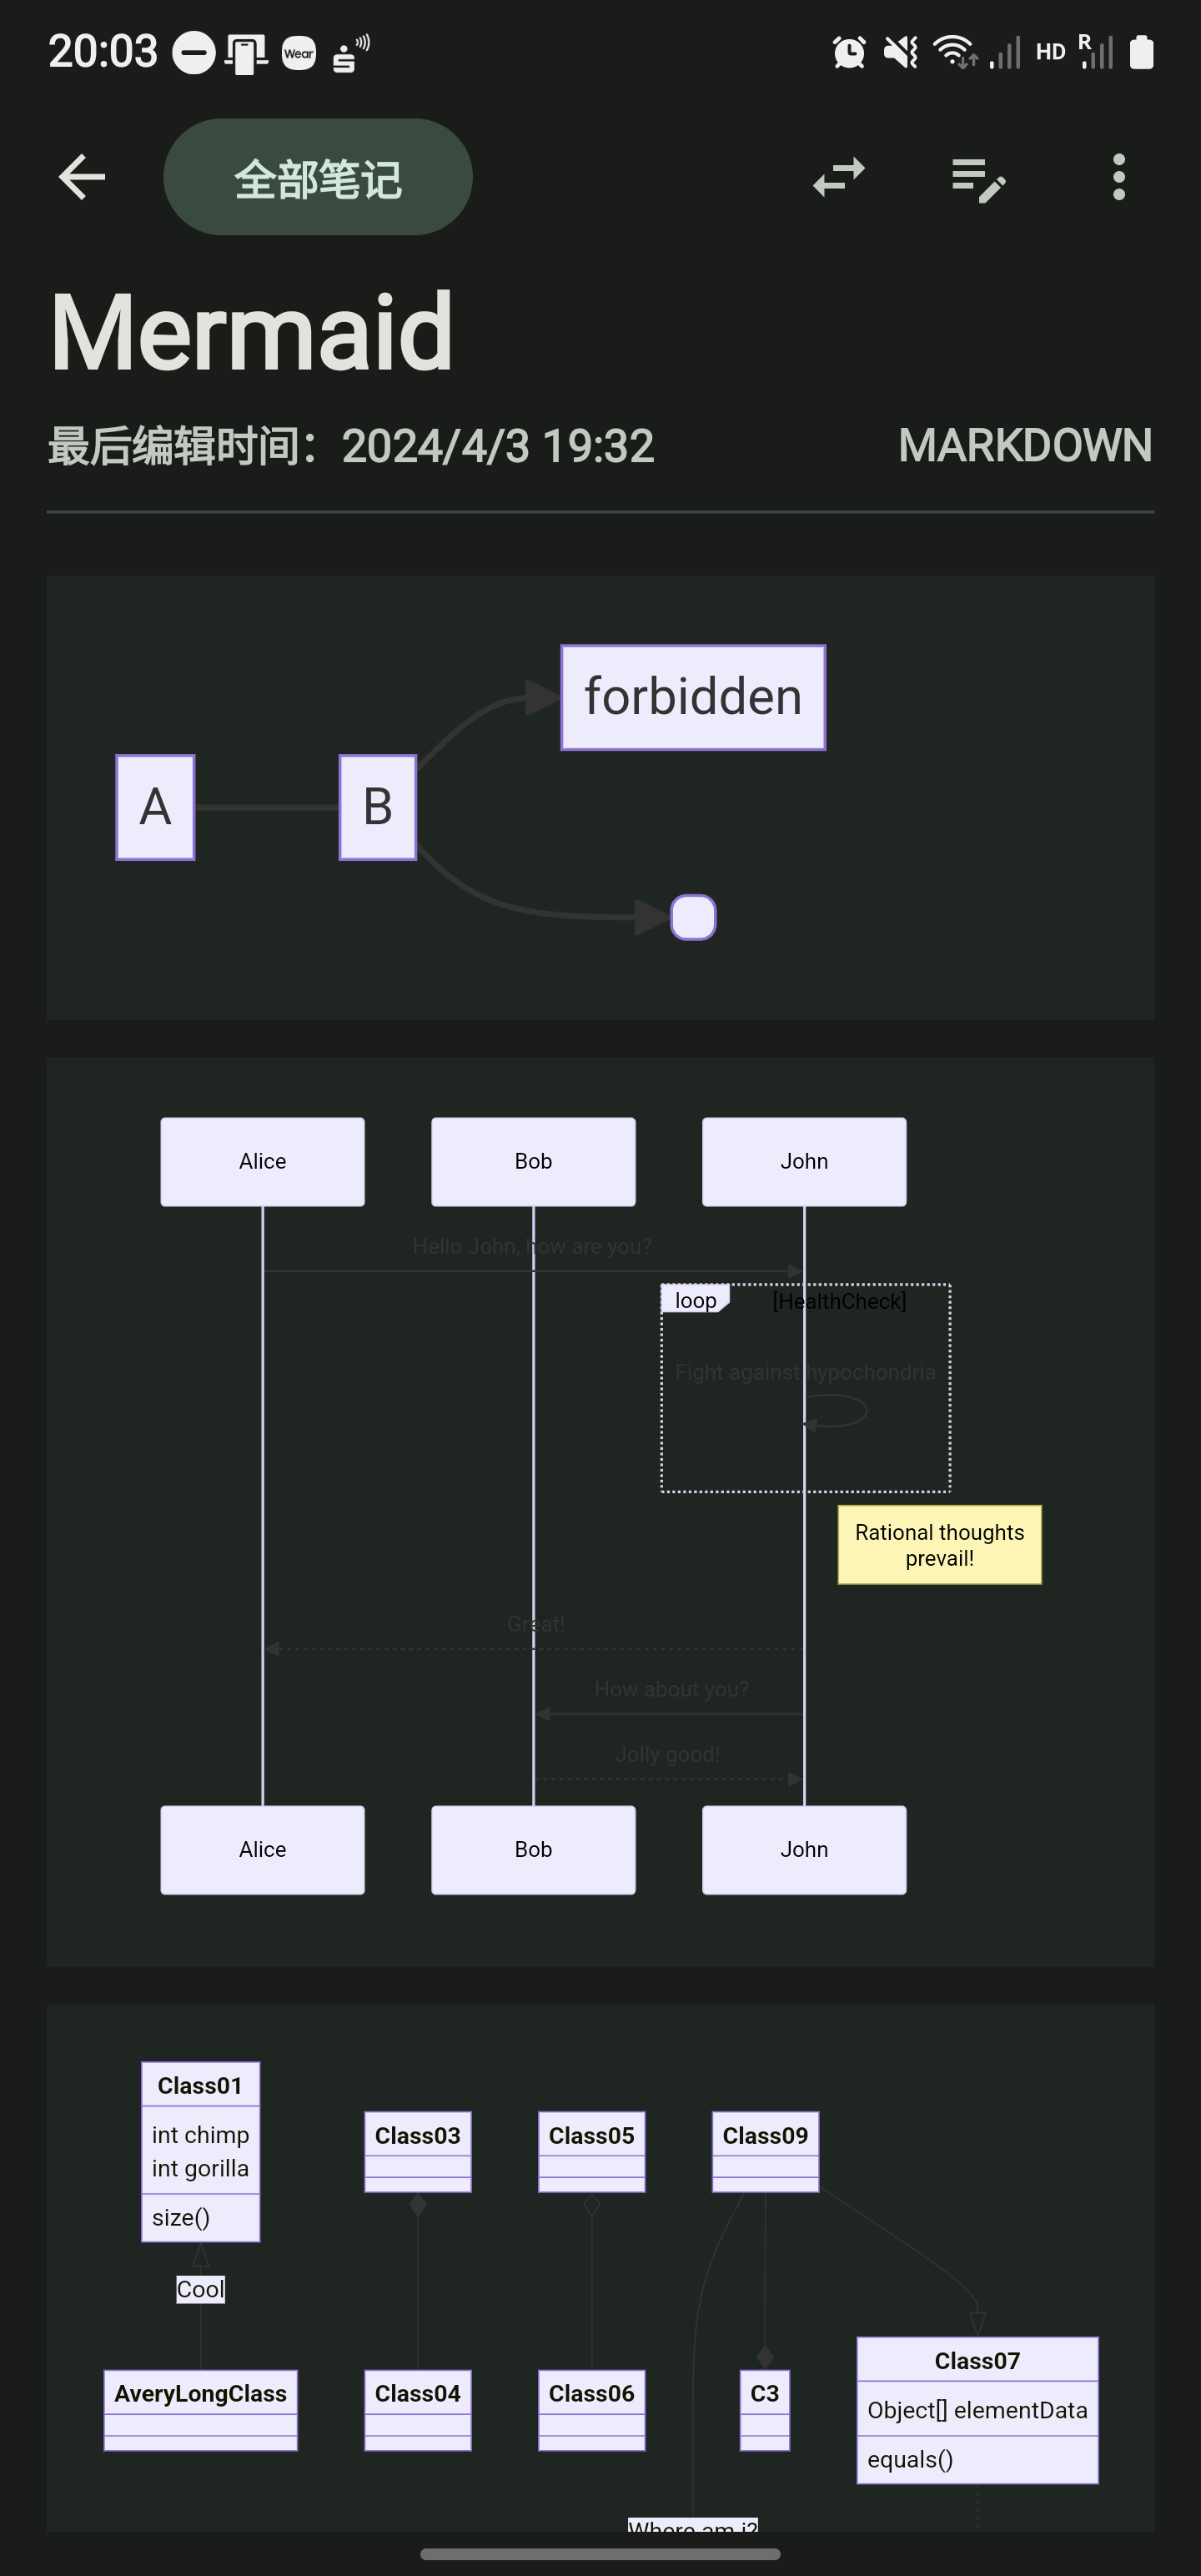 20:03
Wear
HD
R
全部笔记
Mermaid
最后编辑时间：2024/4/3 19:32
MARKDOWN
forbidden
A
B
Alice
Bob
John
Hello John, how are you?
loop
[HealthCheck]
Fight against hypochondria
Rational thoughts
prevail!
Great!
How about you?
Jolly good!
Alice
Bob
John
Class01
int chimp
int gorilla
size()
Class03
Class05
Class09
Cool
AveryLongClass
Class04
Class06
C3
Class07
Object[] elementData
equals()
Where am i?